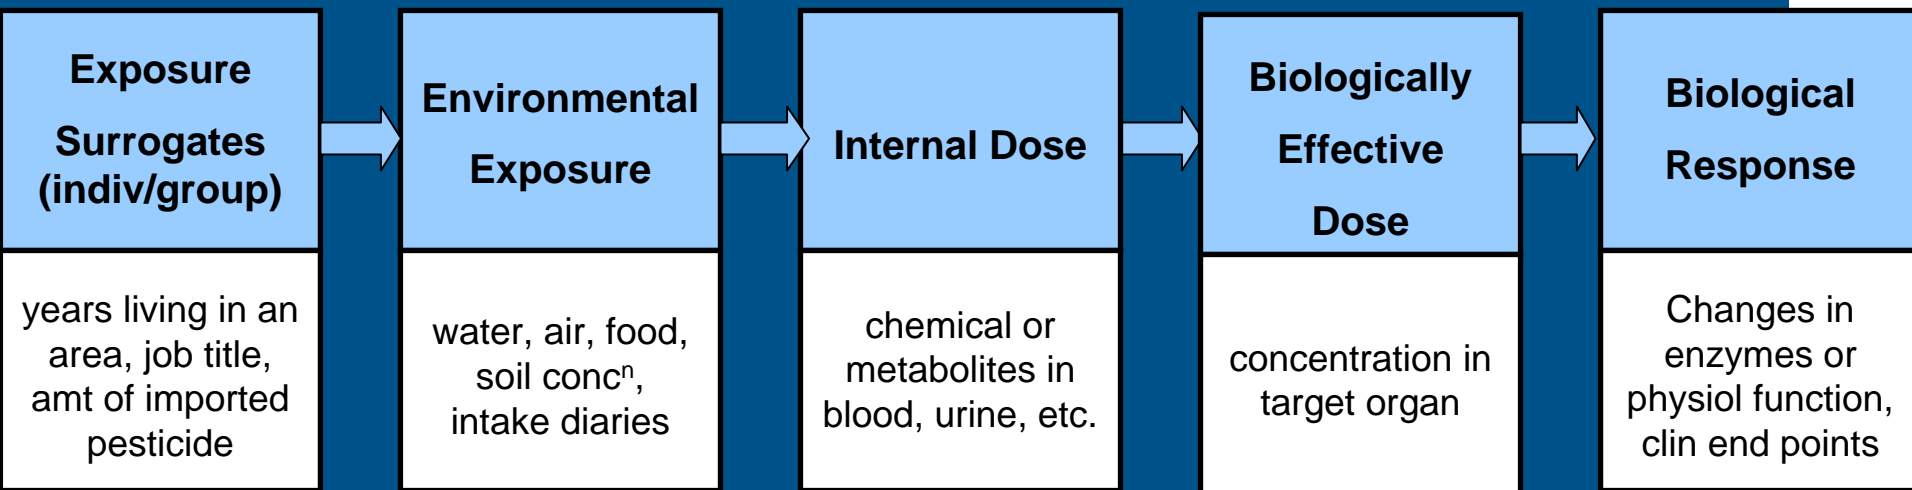 Exposure
Surrogates
(indiv/group)
years living in an
area, job title,
amt of imported
pesticide
Environmental
Exposure
water, air, food,
soil concⁿ,
intake diaries
Internal Dose
chemical or
metabolites in
blood, urine, etc.
Biologically
Effective
Dose
concentration in
target organ
Biological
Response
Changes in
enzymes or
physiol function,
clin end points